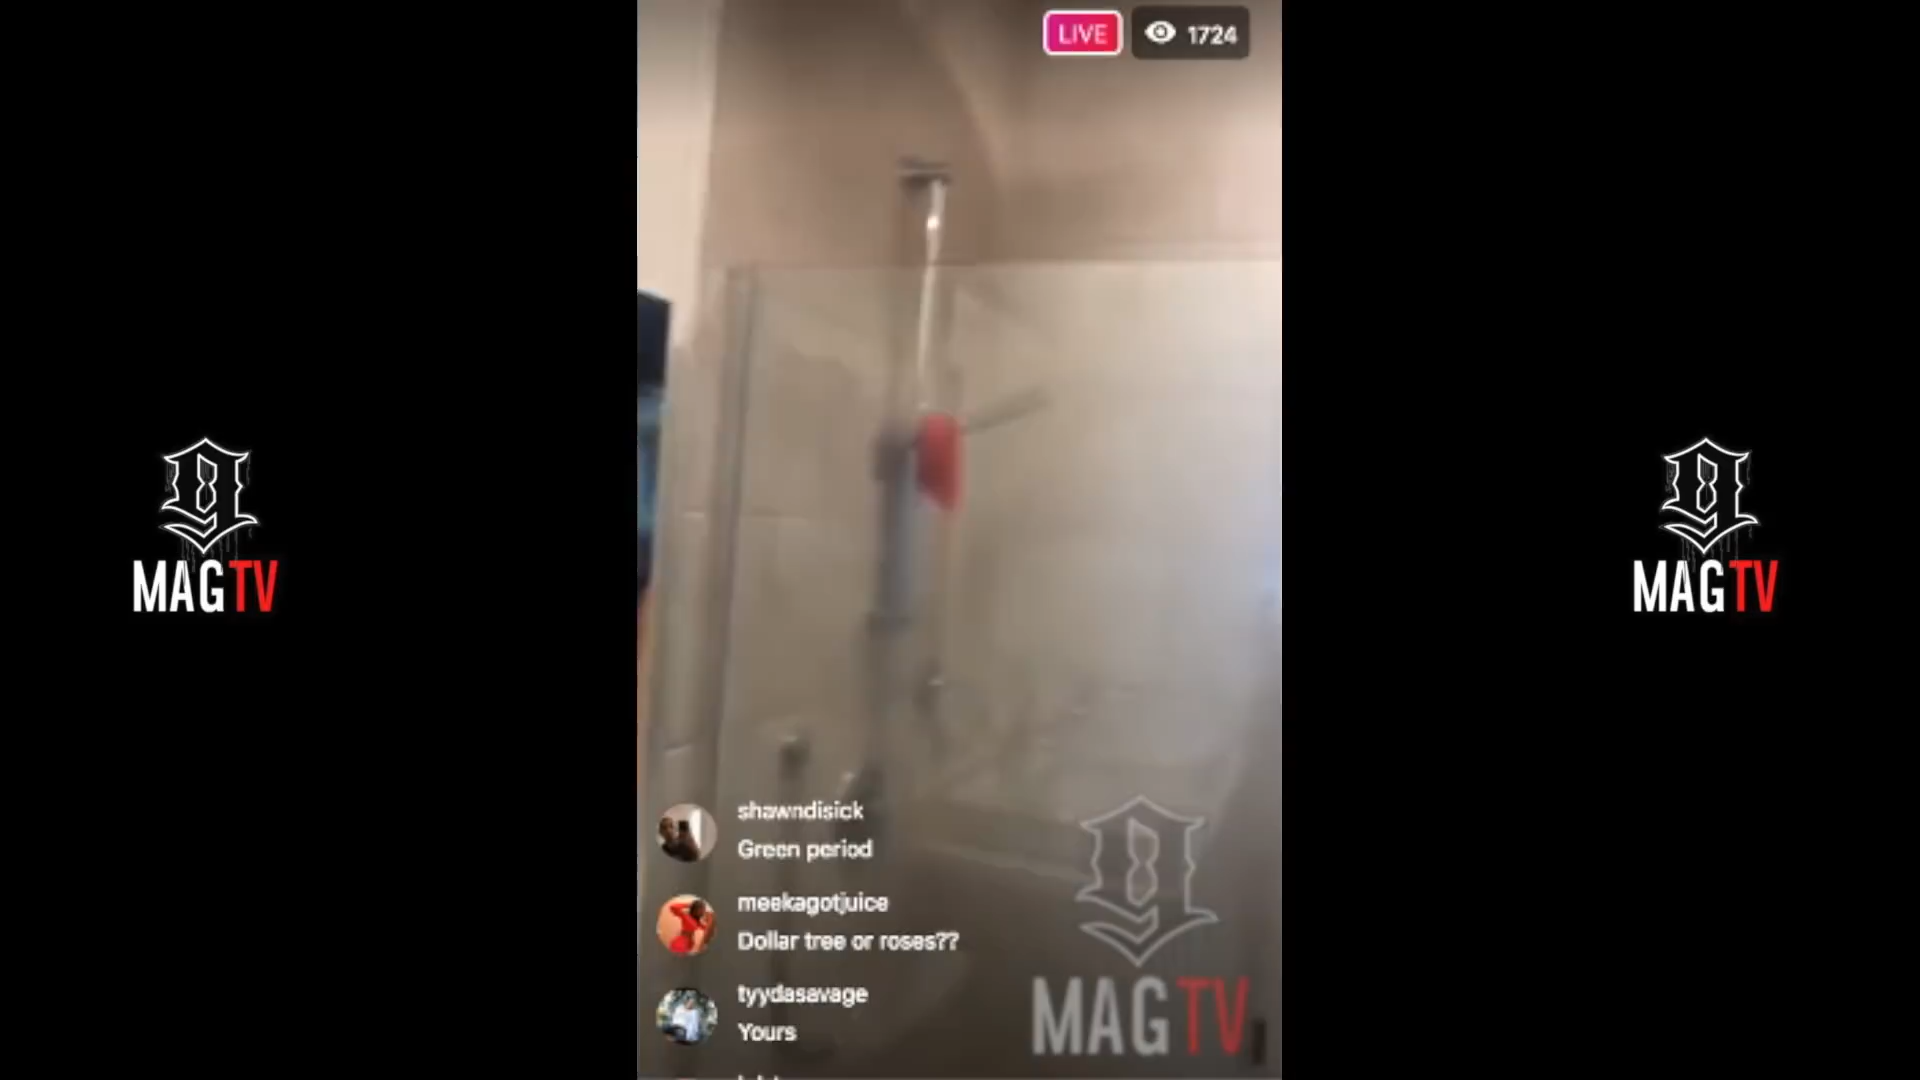 LIVE
1724
MAGTV
MAGTV
shawndisick
Green period
meekagotjuice
Dollar tree or roses??
tyydasavage
Yours
MAGTV